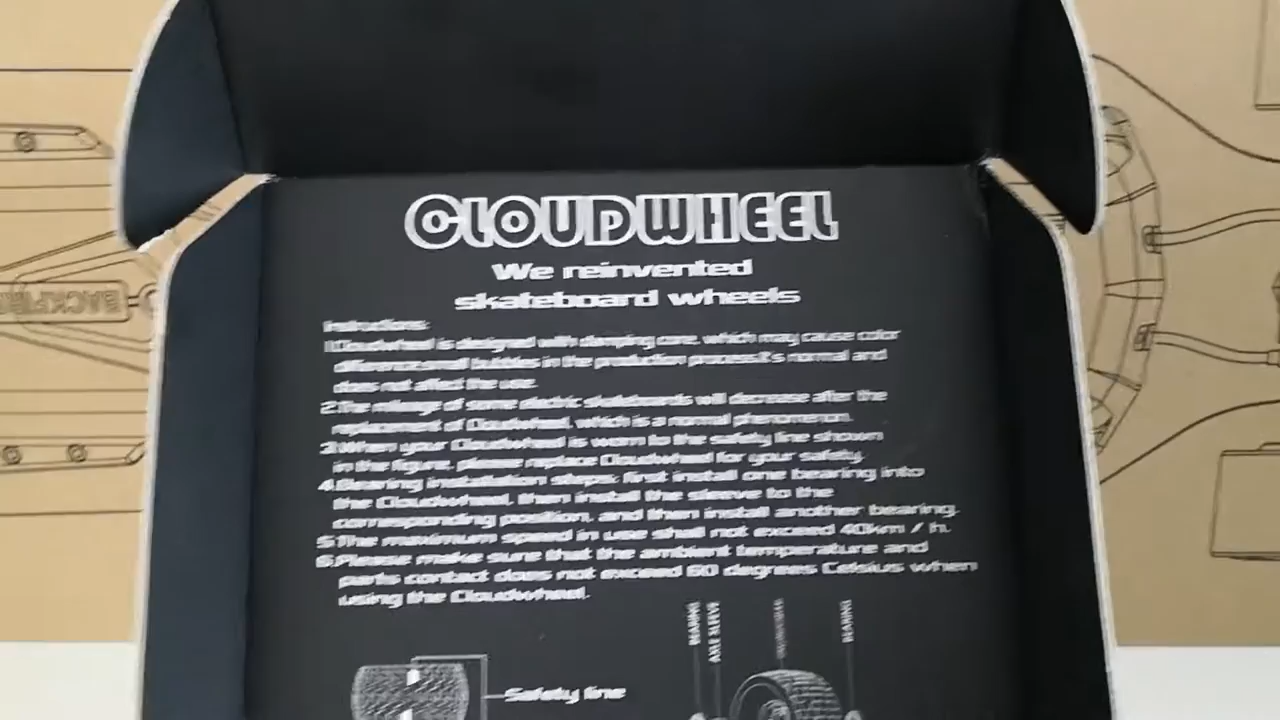 CLOUDWHEEL
We reinvented
skateboard wheels
Instructions:
1.Cloudwheel is designed with damping core, which may cause color
difference,small bubbles in the production process.It's normal and
does not affect the use.
2.The mileage of some electric skateboards will decrease after the
replacement of Cloudwheel, which is a normal phenomenon.
3.When your Cloudwheel is worn to the safety line shown
in the figure, please replace Cloudwheel for your safety.
4.Bearing installation steps: first install one bearing into
the Cloudwheel, then install the sleeve to the
corresponding position, and then install another bearing.
5.The maximum speed in use shall not exceed 40km / h.
6.Please make sure that the ambient temperature and
parts contact does not exceed 60 degrees Celsius when
using the Cloudwheel.
BEARING
AXLE SLEEVE
BEARING
Safety line